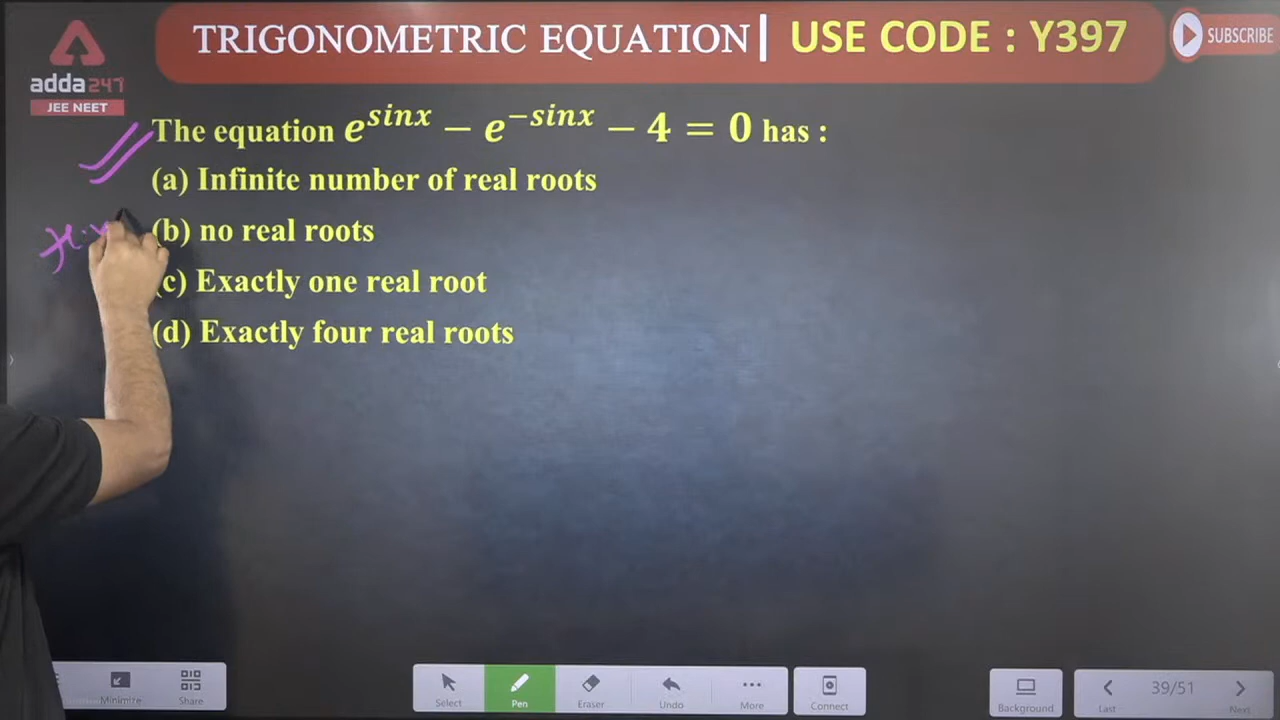 TRIGONOMETRIC EQUATION| USE CODE : Y397
SUBSCRIBE
adda247
JEE NEET
The equation e^{sinx} − e^{−sinx} − 4 = 0 has :
(a) Infinite number of real roots
(b) no real roots
(c) Exactly one real root
(d) Exactly four real roots
Minimize
Share
Select
Pen
Eraser
Undo
More
Connect
Background
Last
39/51
Next